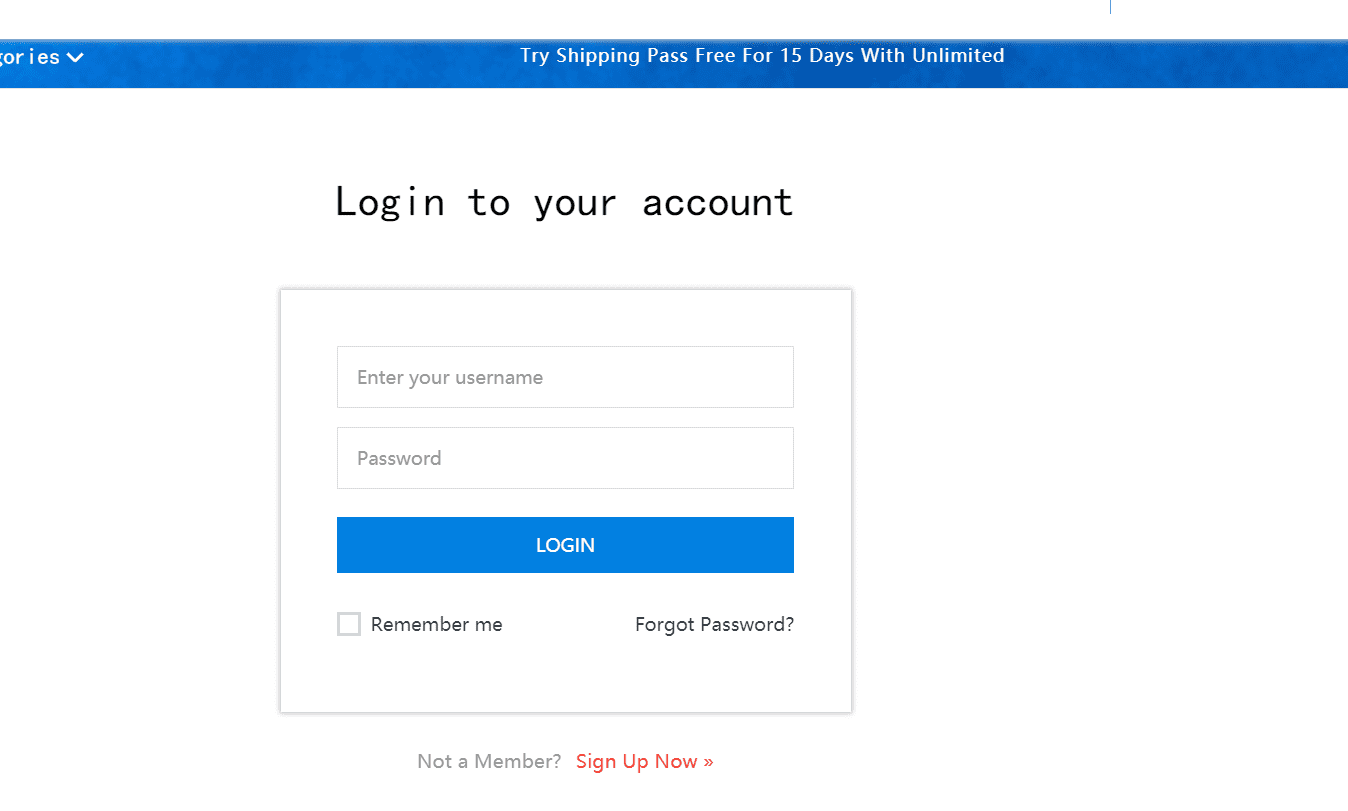 Try Shipping Pass Free For 15 Days With Unlimited
Login to your account
Enter your username
Password
LOGIN
Remember me Forgot Password?
Not a Member? Sign Up Now »